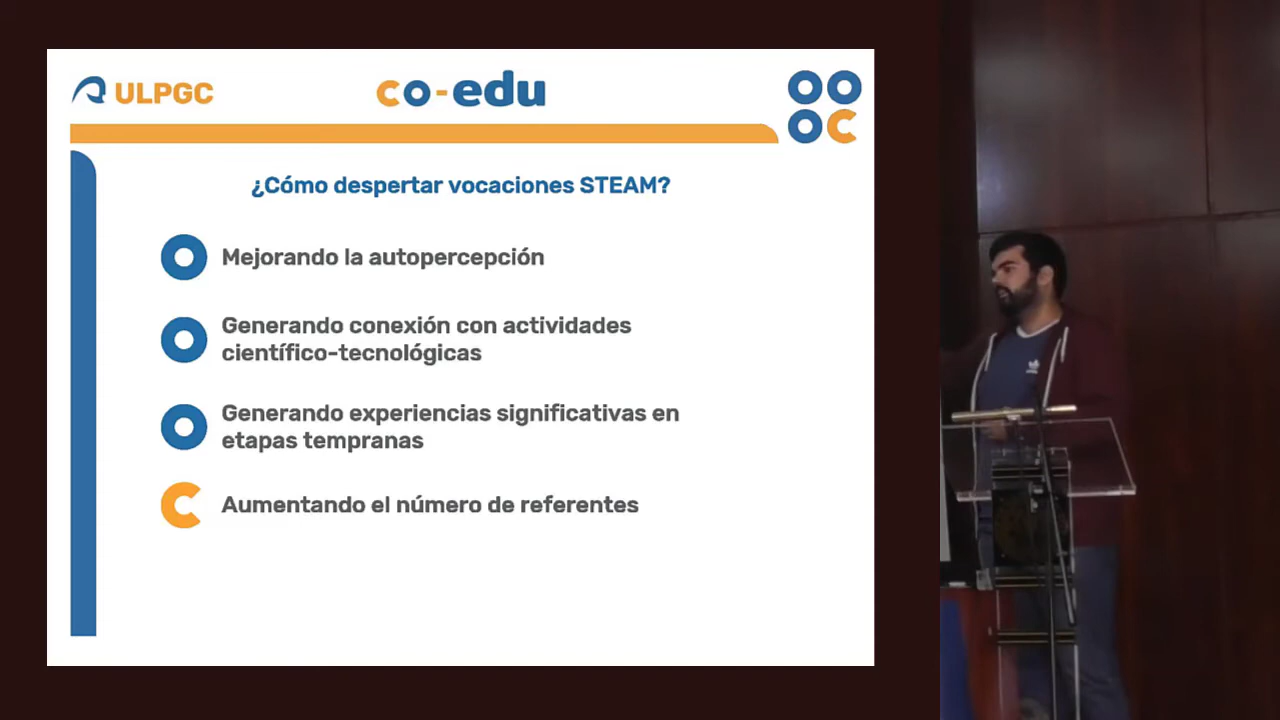 ULPGC
co-edu
¿Cómo despertar vocaciones STEAM?
Mejorando la autopercepción
Generando conexión con actividades
científico-tecnológicas
Generando experiencias significativas en
etapas tempranas
Aumentando el número de referentes